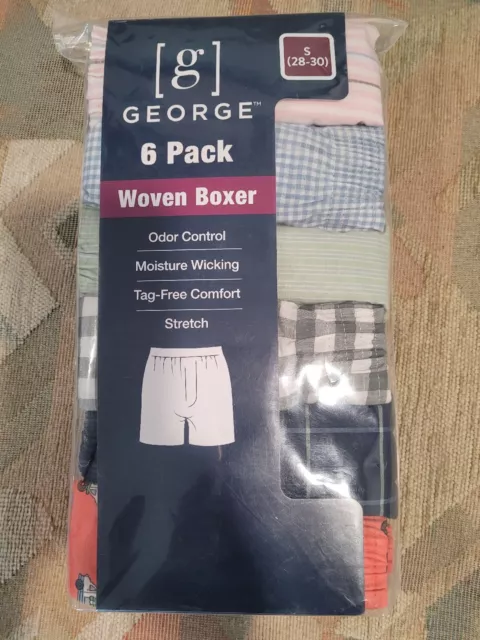 [g]
GEORGE™
S
(28-30)
6 Pack
Woven Boxer
Odor Control
Moisture Wicking
Tag-Free Comfort
Stretch